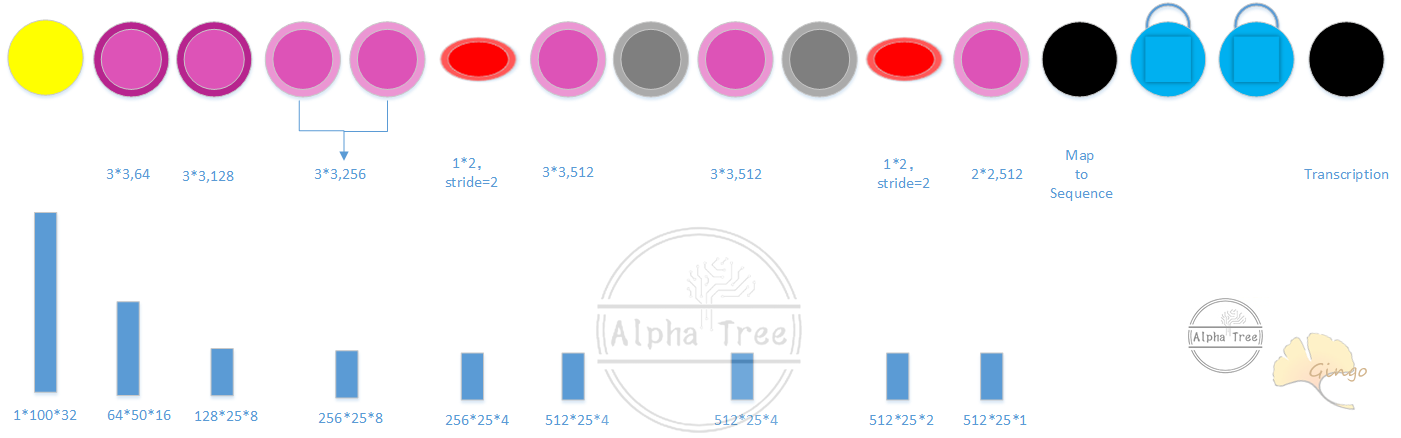 3*3,64
3*3,128
3*3,256
1*2,
stride=2
3*3,512
3*3,512
1*2,
stride=2
2*2,512
Map
to
Sequence
Transcription
Alpha Tree
Alpha Tree
Gingo
1*100*32
64*50*16
128*25*8
256*25*8
256*25*4
512*25*4
512*25*4
512*25*2
512*25*1